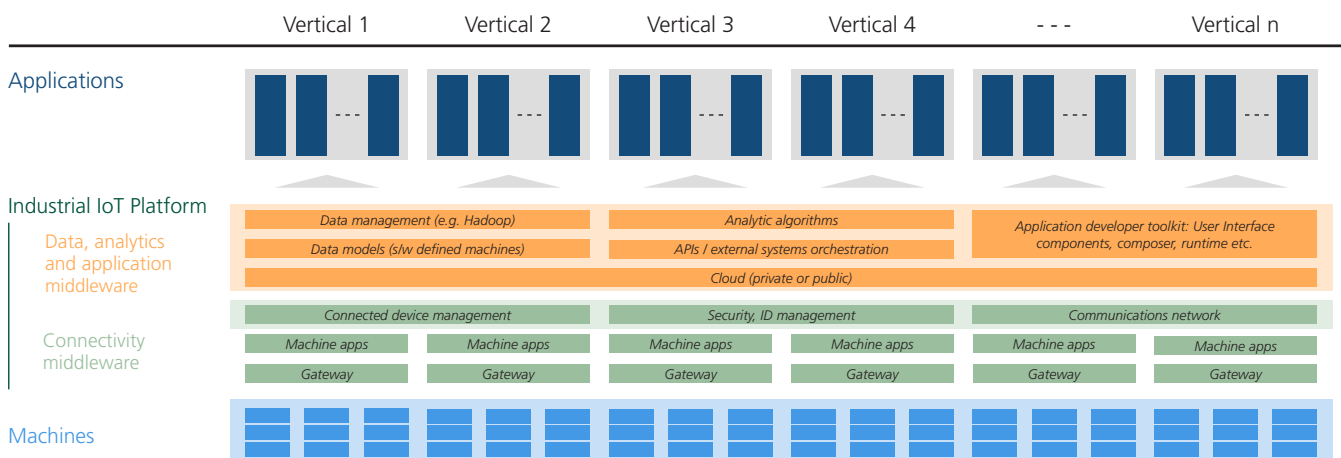 Vertical 1 Vertical 2 Vertical 3 Vertical 4 - - - Vertical n
Applications
- - - - - - - - - - - - - - - - - -
Industrial IoT Platform
Data, analytics
and application
middleware
Data management (e.g. Hadoop)
Analytic algorithms
Application developer toolkit: User Interface
components, composer, runtime etc.
Data models (s/w defined machines)
APIs / external systems orchestration
Cloud (private or public)
Connectivity
middleware
Connected device management
Security, ID management
Communications network
Machine apps Machine apps Machine apps Machine apps Machine apps Machine apps
Gateway Gateway Gateway Gateway Gateway Gateway
Machines